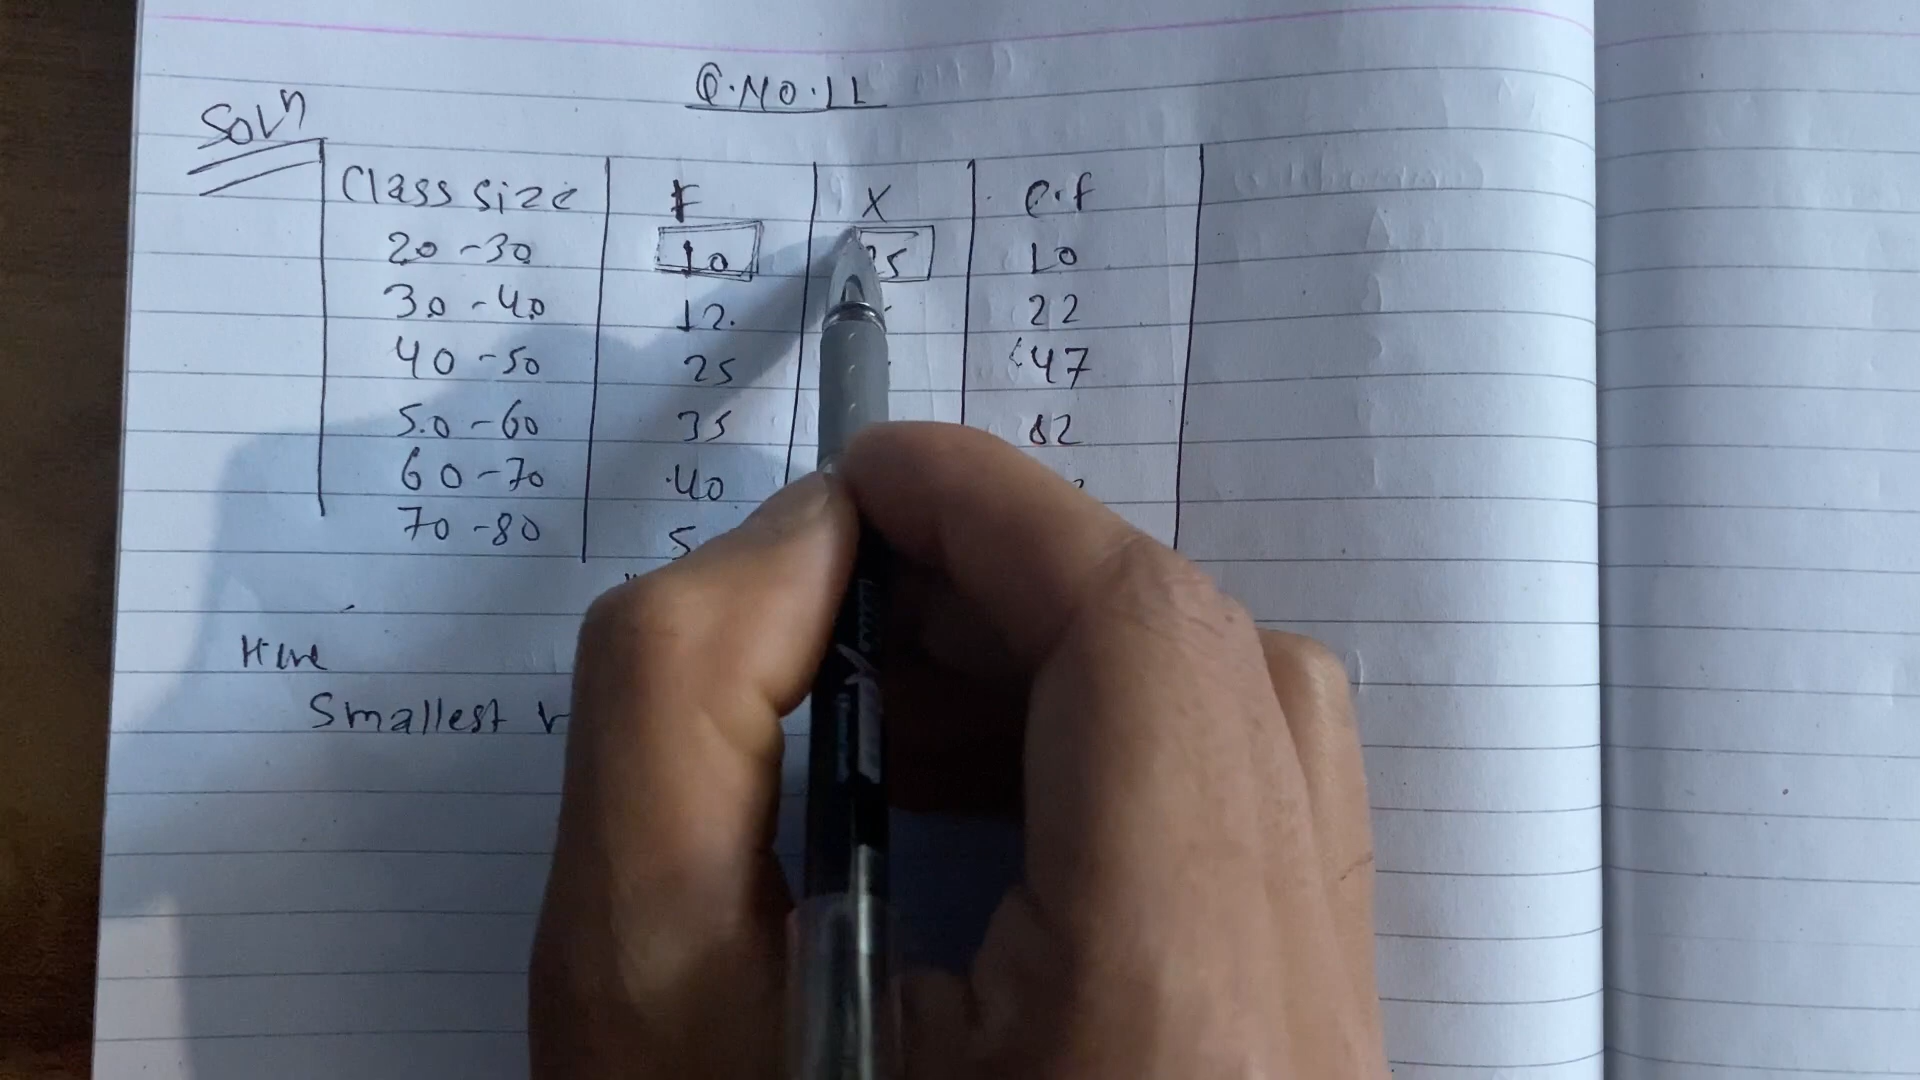 Q.NO.11
Solⁿ
Class size F X c.f
20-30 10 25 10
30-40 12 22
40-50 25 47
50-60 35 82
60-70 40
70-80
Here
Smallest